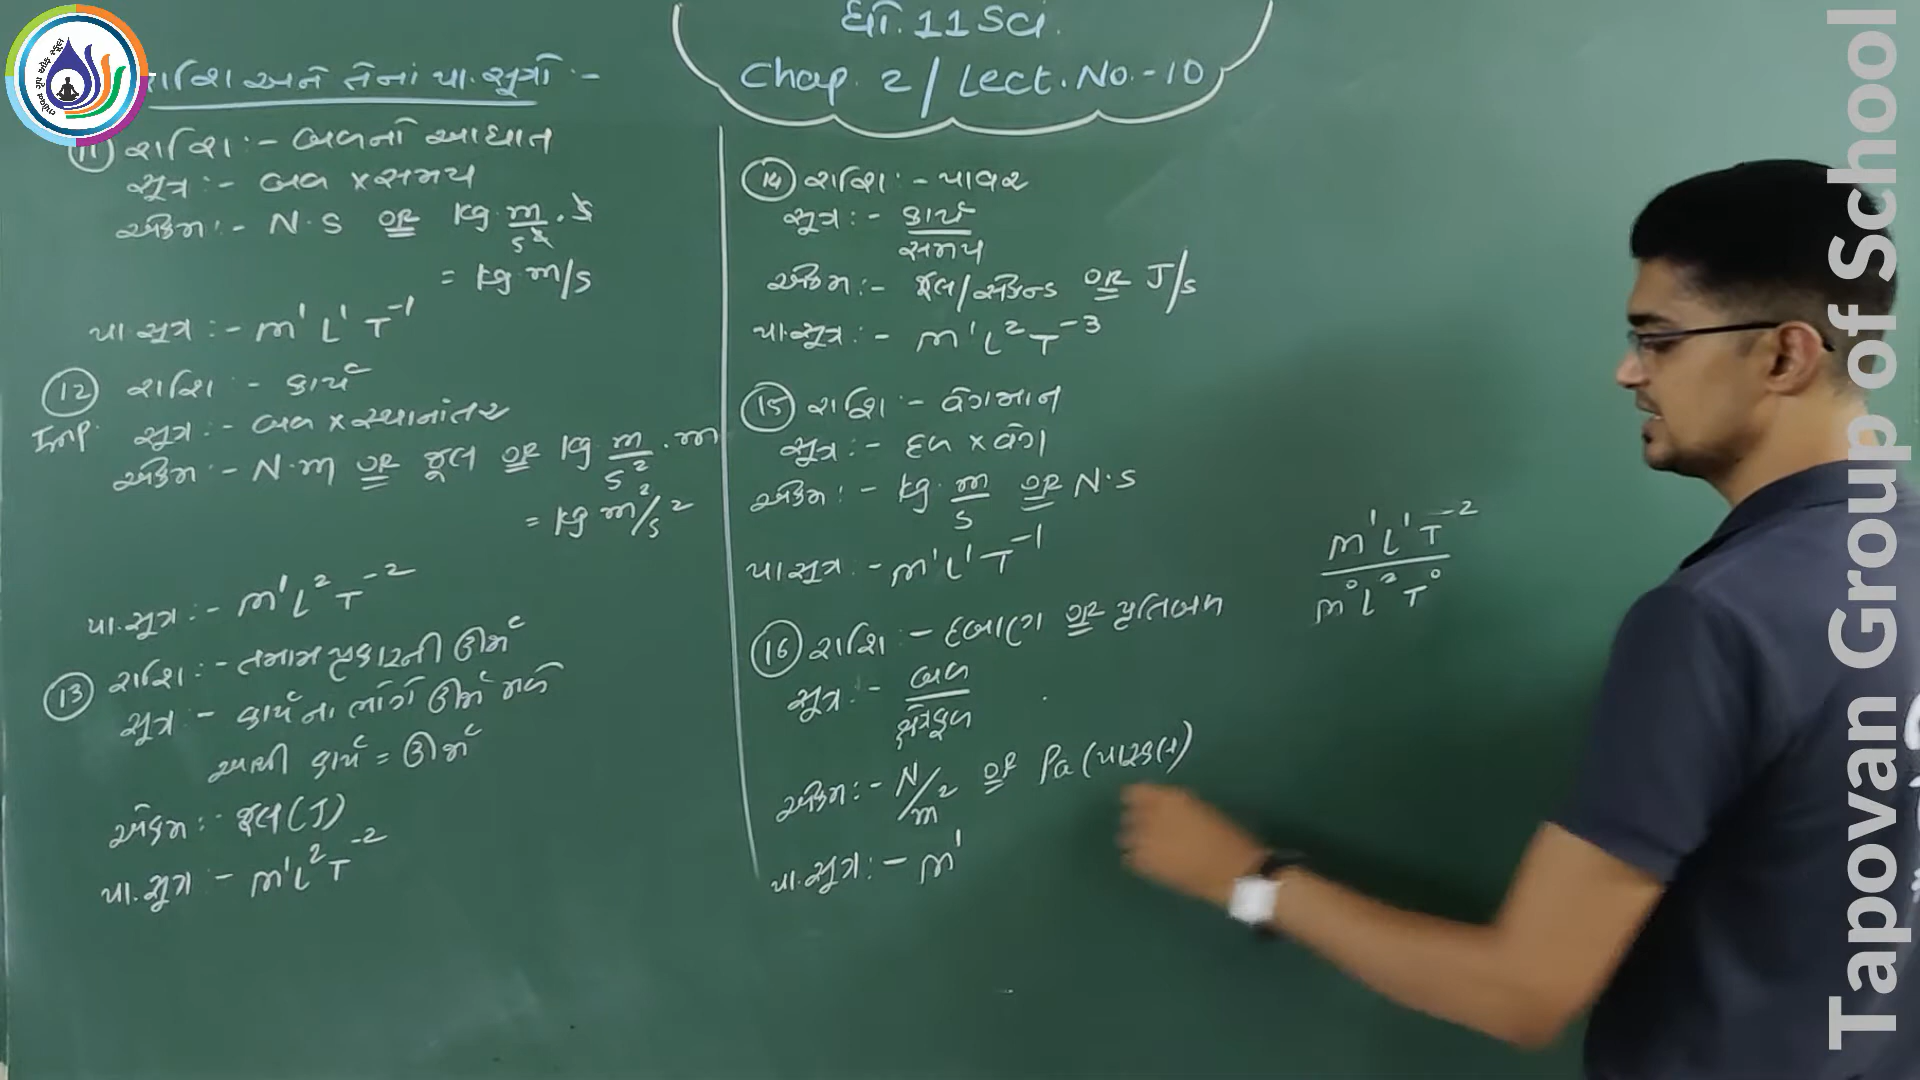 ધો. 11 Sci.
Chap. 2 / Lect. No.-10
રાશિ અને તેનાં પા. સૂત્રો :-
11 રાશિ :- બળનો આઘાત
સૂત્ર :- બળ × સમય
એકમ :- N·s OR kg m/s² · s
= kg m/s
પા. સૂત્ર :- M¹ L¹ T⁻¹
12 રાશિ :- કાર્ય
Imp. સૂત્ર :- બળ × સ્થાનાંતર
એકમ :- N·m OR જૂલ OR kg m/s² · m
= kg m²/s²
પા. સૂત્ર :- M¹ L² T⁻²
13 રાશિ :- તમામ પ્રકારની ઊર્જા
સૂત્ર :- કાર્યના ભોગે ઊર્જા મળે
આથી કાર્ય = ઊર્જા
એકમ :- જૂલ (J)
પા. સૂત્ર :- M¹ L² T⁻²
14 રાશિ :- પાવર
સૂત્ર :- કાર્ય
સમય
એકમ :- જૂલ/સેકન્ડ OR J/s
પા. સૂત્ર :- M¹ L² T⁻³
15 રાશિ :- વેગમાન
સૂત્ર :- દળ × વેગ
એકમ :- kg m/s OR N·s
પા. સૂત્ર :- M¹ L¹ T⁻¹
16 રાશિ :- દબાણ OR પ્રતિબળ
સૂત્ર :- બળ
ક્ષેત્રફળ
એકમ :- N/m² OR Pa (પાસ્કલ)
પા. સૂત્ર :- M¹
M¹ L¹ T⁻²
M⁰ L² T⁰
Tapovan Group of School